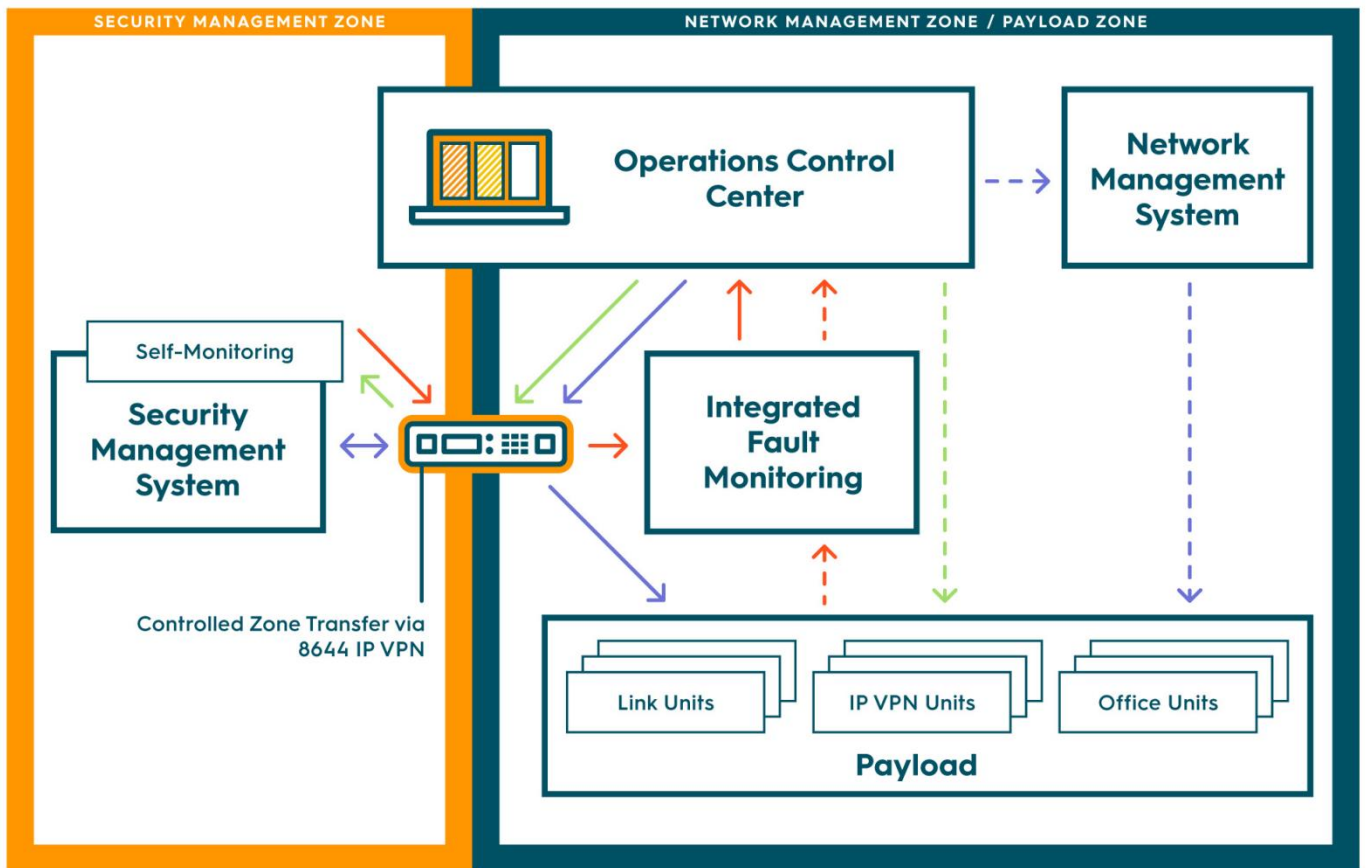 SECURITY MANAGEMENT ZONE
NETWORK MANAGEMENT ZONE / PAYLOAD ZONE
Operations Control
Center
Network
Management
System
Self-Monitoring
Security
Management
System
Integrated
Fault
Monitoring
Controlled Zone Transfer via
8644 IP VPN
Link Units
IP VPN Units
Office Units
Payload